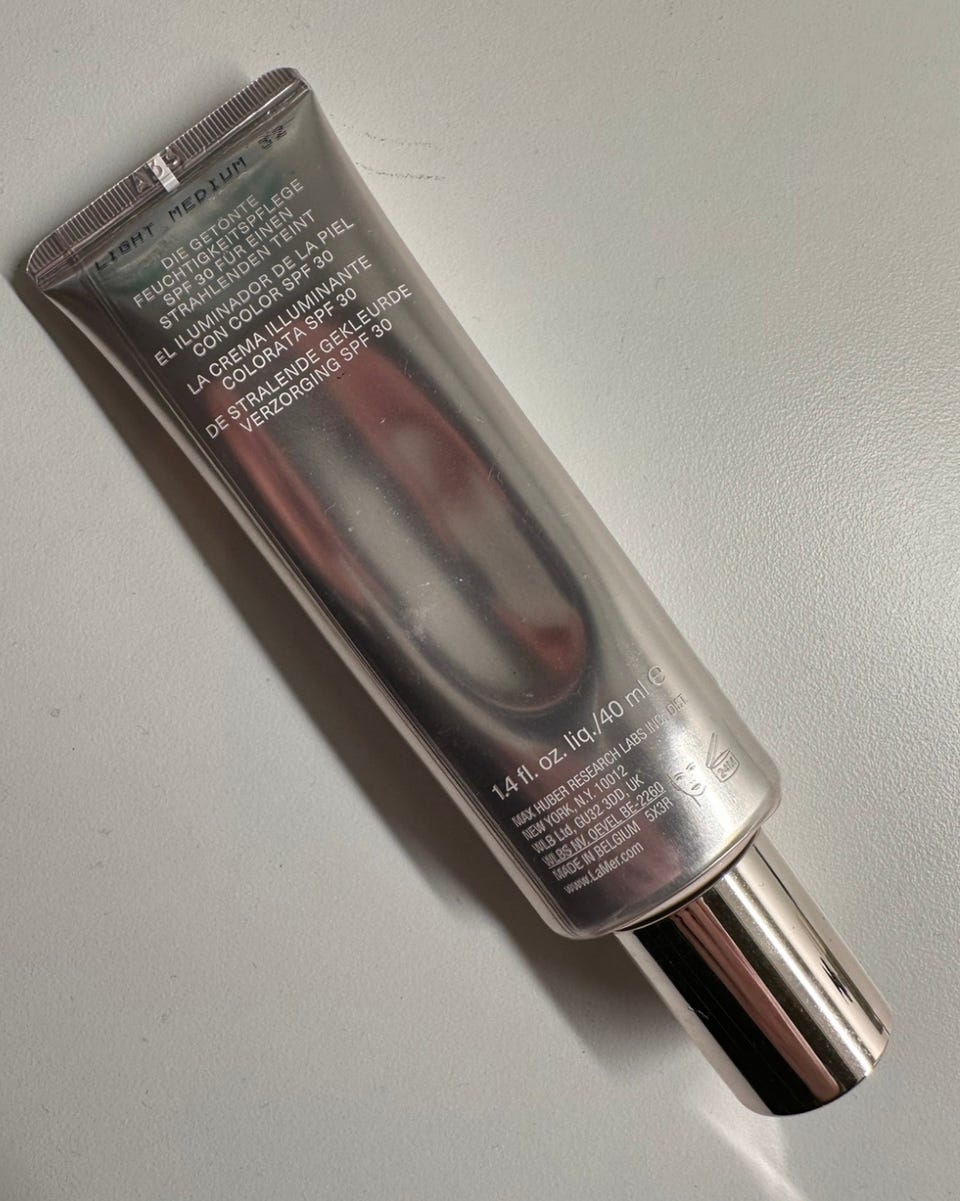 LIGHT MEDIUM 32
DIE GETÖNTE
FEUCHTIGKEITSPFLEGE
SPF 30 FÜR EINEN
STRAHLENDEN TEINT
EL ILUMINADOR DE LA PIEL
CON COLOR SPF 30
LA CREMA ILLUMINANTE
COLORATA SPF 30
DE STRALENDE GEKLEURDE
VERZORGING SPF 30
1.4 fl. oz. liq./40 ml ℮
MAX HUBER RESEARCH LABS INC. DIST.
NEW YORK, N.Y. 10012
WLB Ltd, GU32 3DD, UK
WLBS NV, OEVEL BE-2260
MADE IN BELGIUM 5X3R
www.LaMer.com
24M